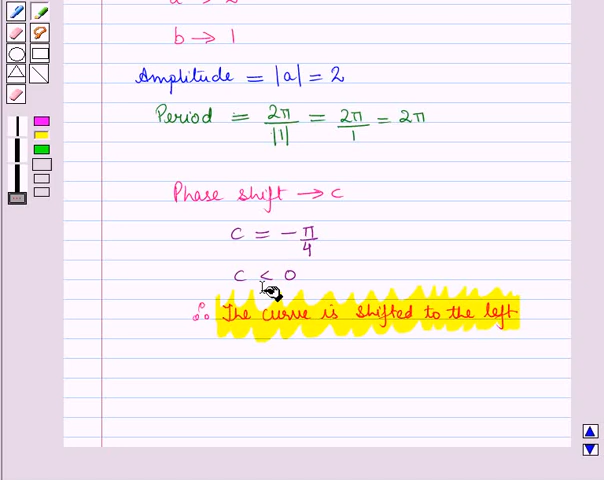 a → 2
b → 1
Amplitude = |a| = 2
Period = 2π/|1| = 2π/1 = 2π
Phase shift → c
c = -π/4
c < 0
∴ The curve is shifted to the left